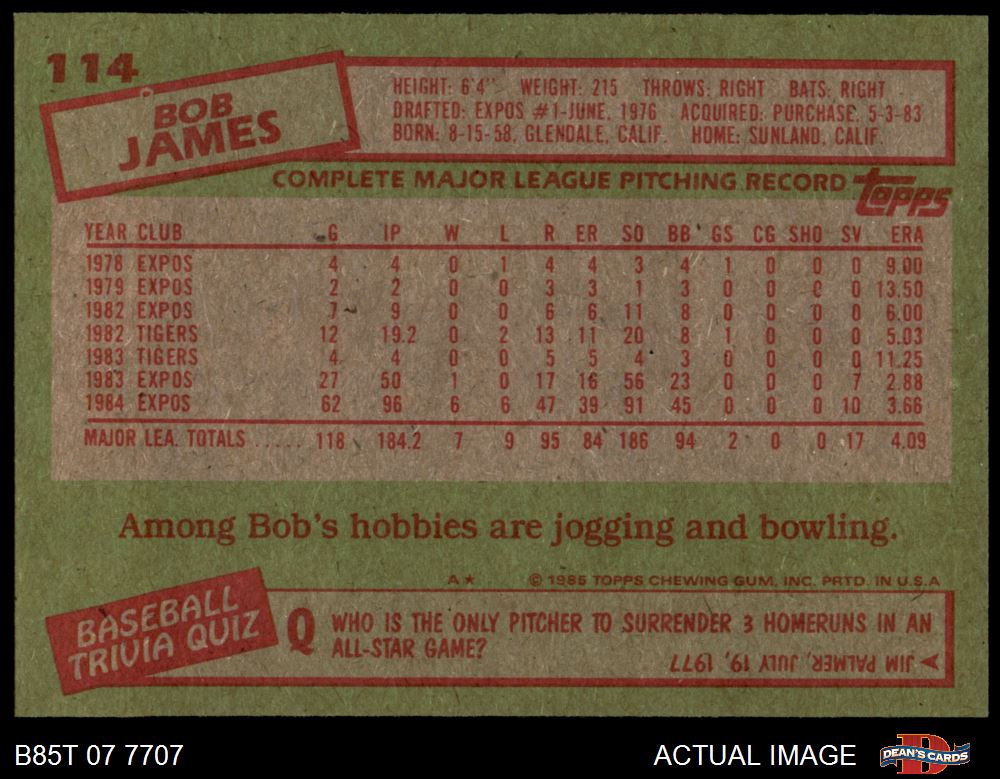 114
BOB
JAMES
HEIGHT: 6'4" WEIGHT: 215 THROWS: RIGHT BATS: RIGHT
DRAFTED: EXPOS #1-JUNE, 1976 ACQUIRED: PURCHASE, 5-3-83
BORN: 8-15-58, GLENDALE, CALIF. HOME: SUNLAND, CALIF.
COMPLETE MAJOR LEAGUE PITCHING RECORD
topps
YEAR CLUB G IP W L R ER SO BB GS CG SHO SV ERA
1978 EXPOS 4 4 0 1 4 4 3 4 1 0 0 0 9.00
1979 EXPOS 2 2 0 0 3 3 1 3 0 0 0 0 13.50
1982 EXPOS 7 9 0 0 6 6 11 8 0 0 0 0 6.00
1982 TIGERS 12 19.2 0 2 13 11 20 8 1 0 0 0 5.03
1983 TIGERS 4 4 0 0 5 5 4 3 0 0 0 0 11.25
1983 EXPOS 27 50 1 0 17 16 56 23 0 0 0 7 2.88
1984 EXPOS 62 96 6 6 47 39 91 45 0 0 0 10 3.66
MAJOR LEA. TOTALS ..... 118 184.2 7 9 95 84 186 94 2 0 0 17 4.09
Among Bob's hobbies are jogging and bowling.
A★ © 1985 TOPPS CHEWING GUM, INC. PRTD. IN U.S.A
BASEBALL
TRIVIA QUIZ
Q WHO IS THE ONLY PITCHER TO SURRENDER 3 HOMERUNS IN AN
ALL-STAR GAME?
JIM PALMER, JULY 19, 1977
B85T 07 7707
ACTUAL IMAGE
DEAN'S CARDS